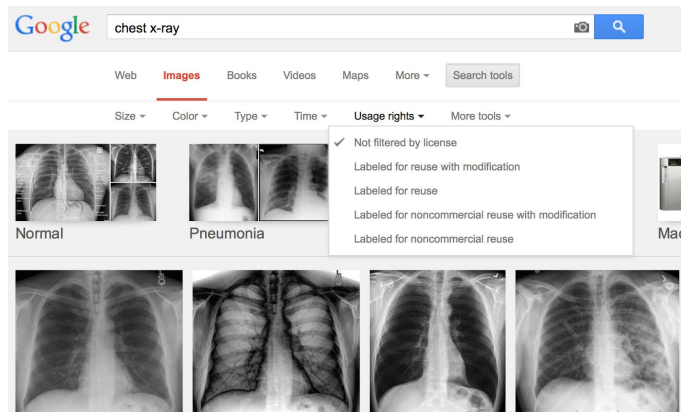 Google
chest x-ray
Web Images Books Videos Maps More Search tools
Size Color Type Time Usage rights More tools
Not filtered by license
Labeled for reuse with modification
Labeled for reuse
Labeled for noncommercial reuse with modification
Labeled for noncommercial reuse
Normal Pneumonia